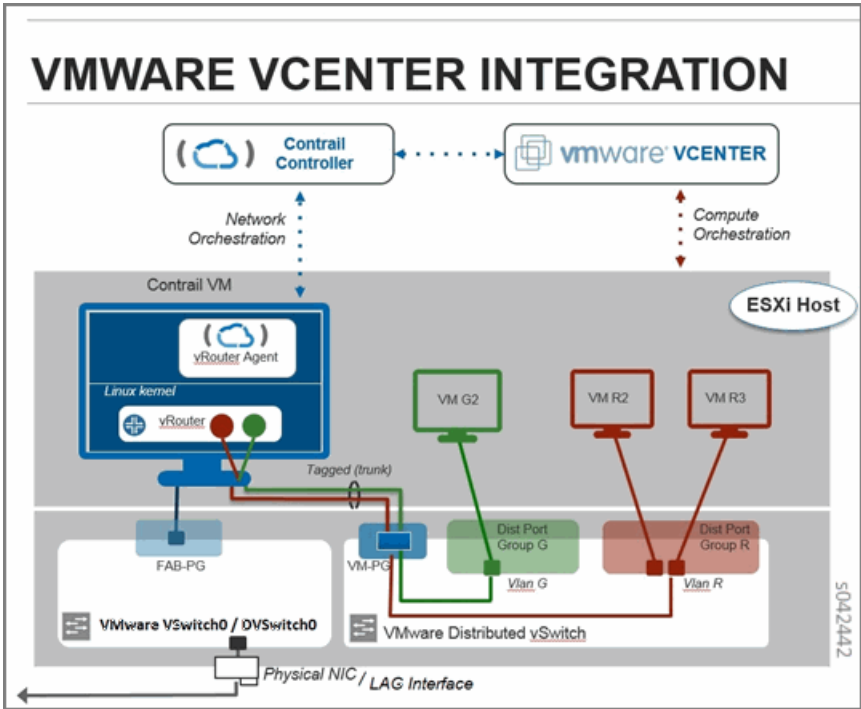 VMWARE VCENTER INTEGRATION
Contrail
Controller
vmware® VCENTER
Network
Orchestration
Compute
Orchestration
Contrail VM
ESXi Host
vRouter Agent
Linux kernel
vRouter
VM G2
VM R2
VM R3
Tagged (trunk)
FAB-PG
VM-PG
Dist Port
Group G
Dist Port
Group R
Vlan G
Vlan R
VMware VSwitch0 / DVSwitch0
VMware Distributed vSwitch
Physical NIC / LAG Interface
s042442